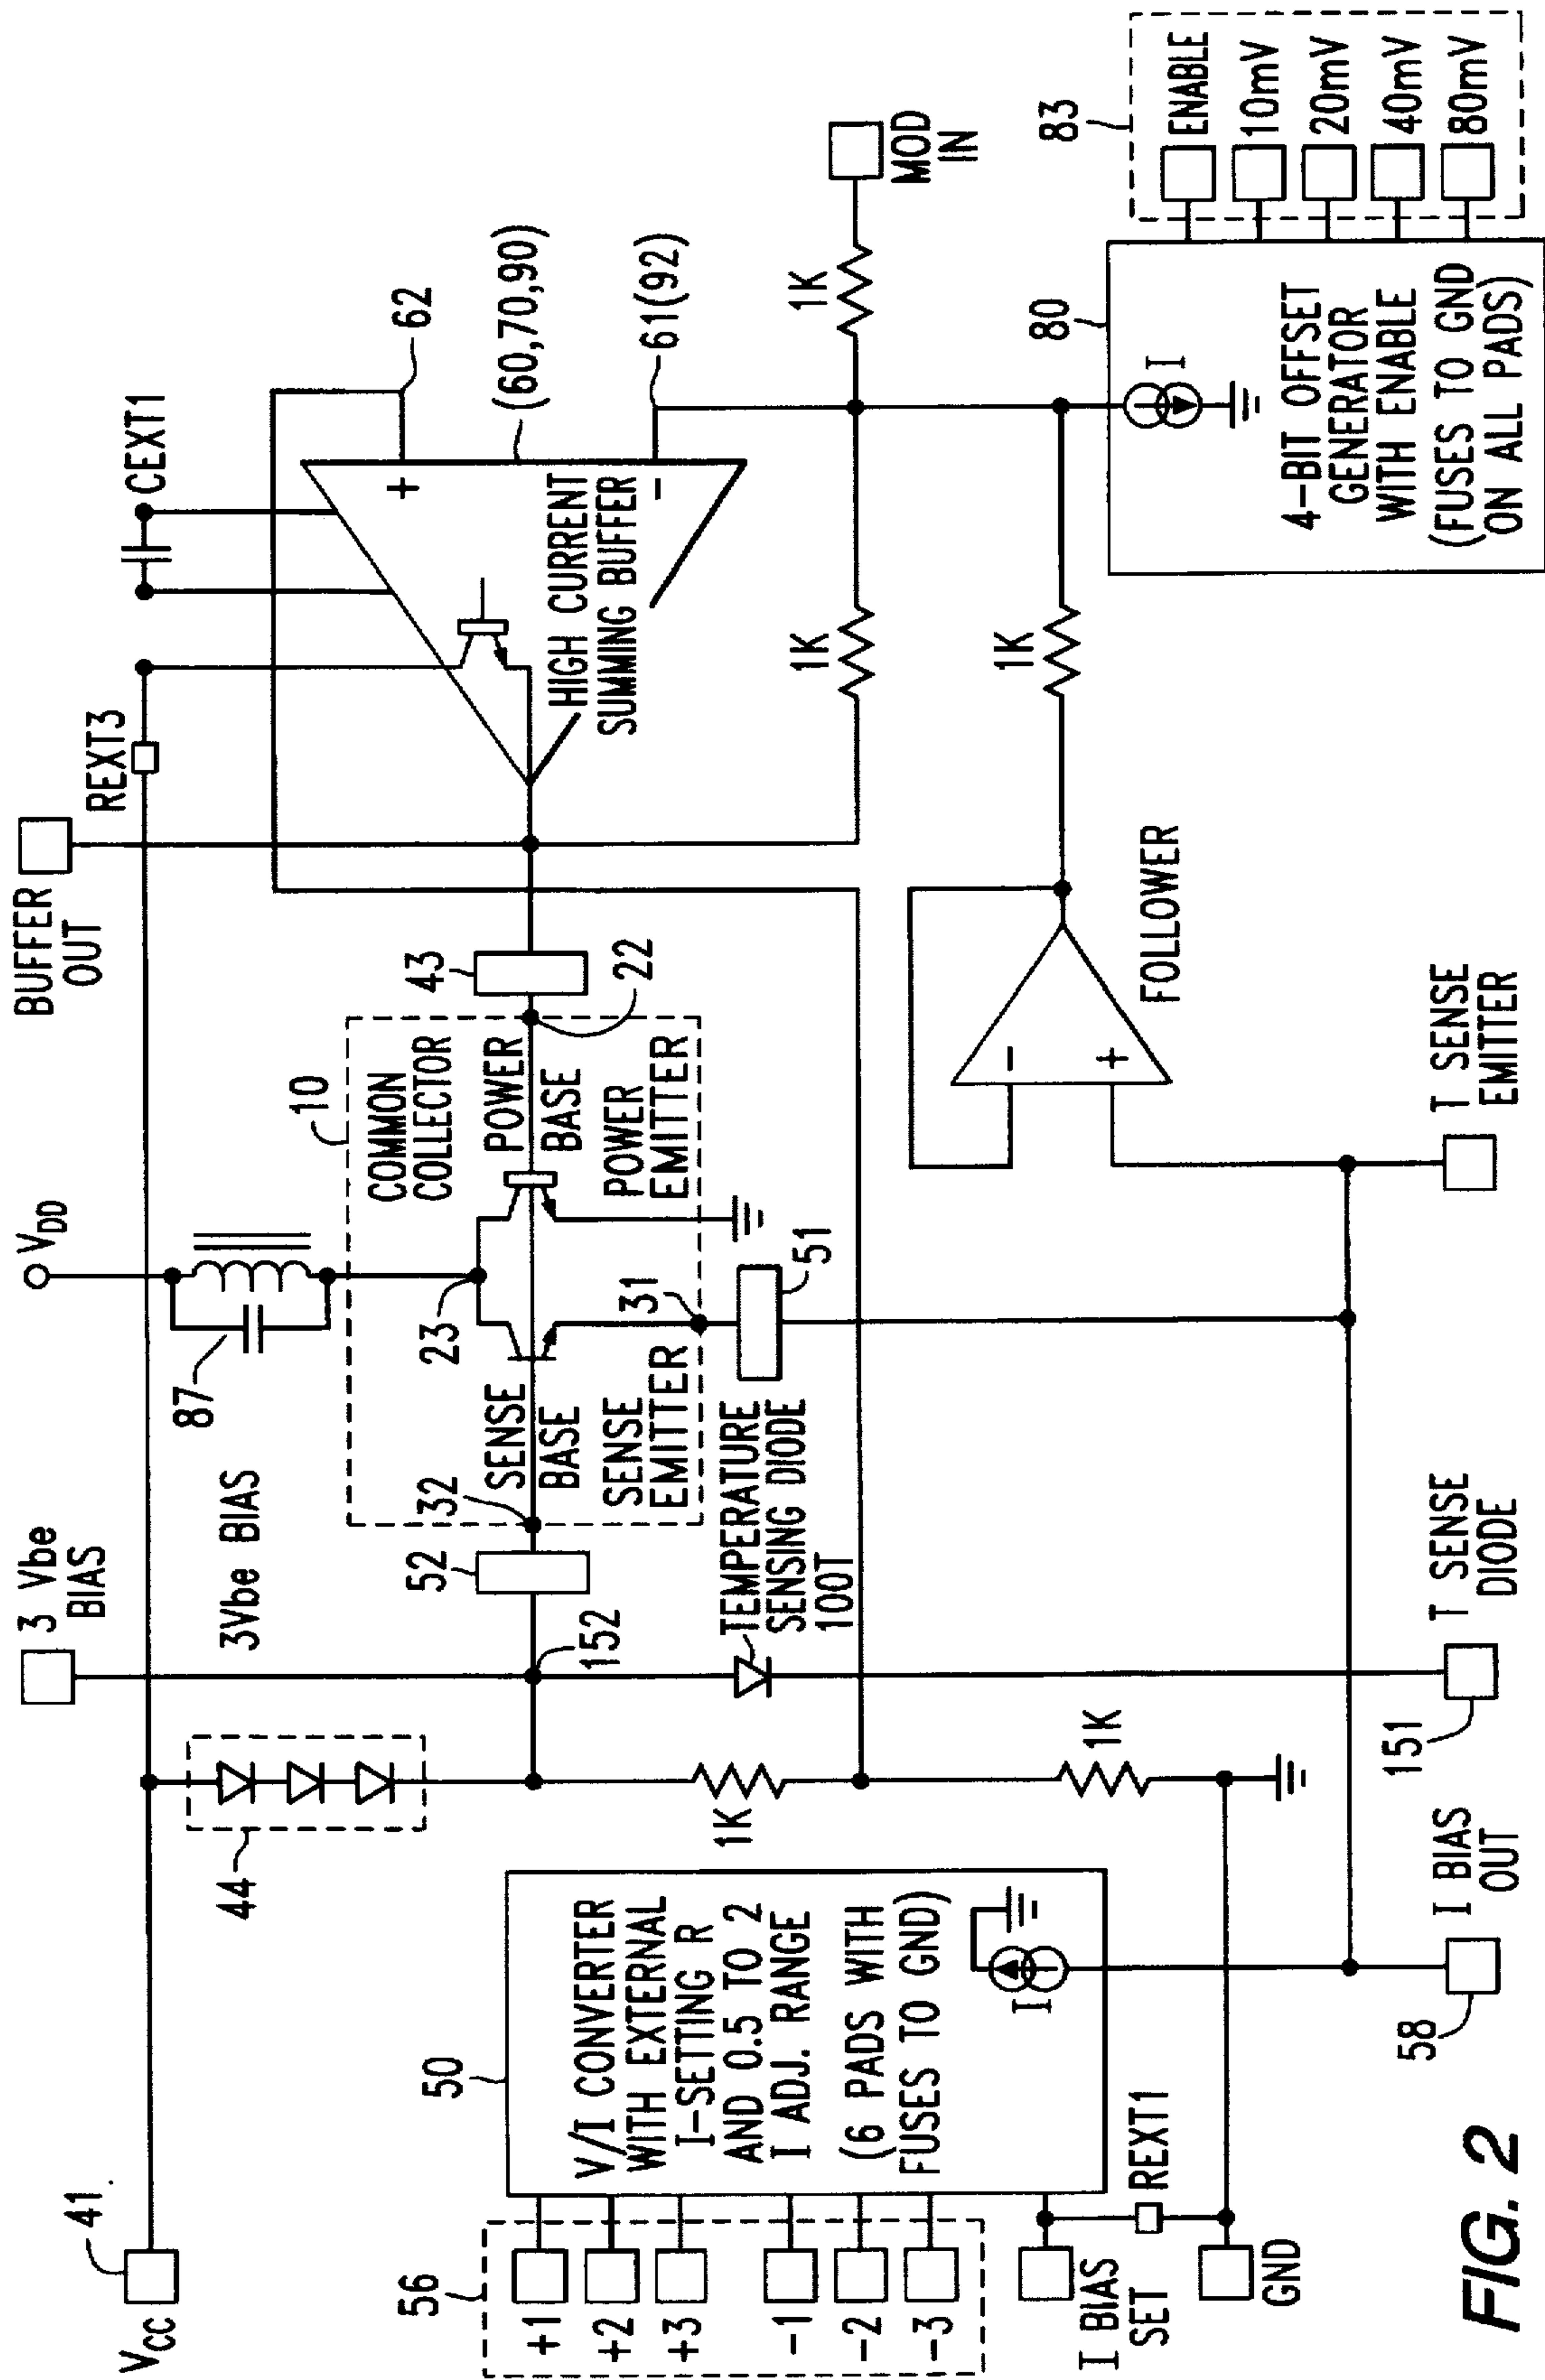 V_CC
41
56
+1
+2
+3
-1
-2
-3
I BIAS
SET
GND
REXT1
50
V/I CONVERTER
WITH EXTERNAL
I-SETTING R
AND 0.5 TO 2
I ADJ. RANGE
(6 PADS WITH
FUSES TO GND)
I
58
I BIAS
OUT
44
1K
1K
151
T SENSE
DIODE
3 Vbe
BIAS
3Vbe BIAS
152
TEMPERATURE
SENSING DIODE
100T
52
32
SENSE
BASE
SENSE
EMITTER
87
V_DD
23
31
51
10
COMMON
COLLECTOR
POWER
BASE
POWER
EMITTER
22
43
T SENSE
EMITTER
FOLLOWER
-
+
BUFFER
OUT
REXT3
CEXT1
HIGH CURRENT
SUMMING BUFFER
+
-
62
(60,70,90)
61(92)
1K
1K
1K
MOD
IN
80
I
4-BIT OFFSET
GENERATOR
WITH ENABLE
(FUSES TO GND
ON ALL PADS)
83
ENABLE
10mV
20mV
40mV
80mV
FIG. 2